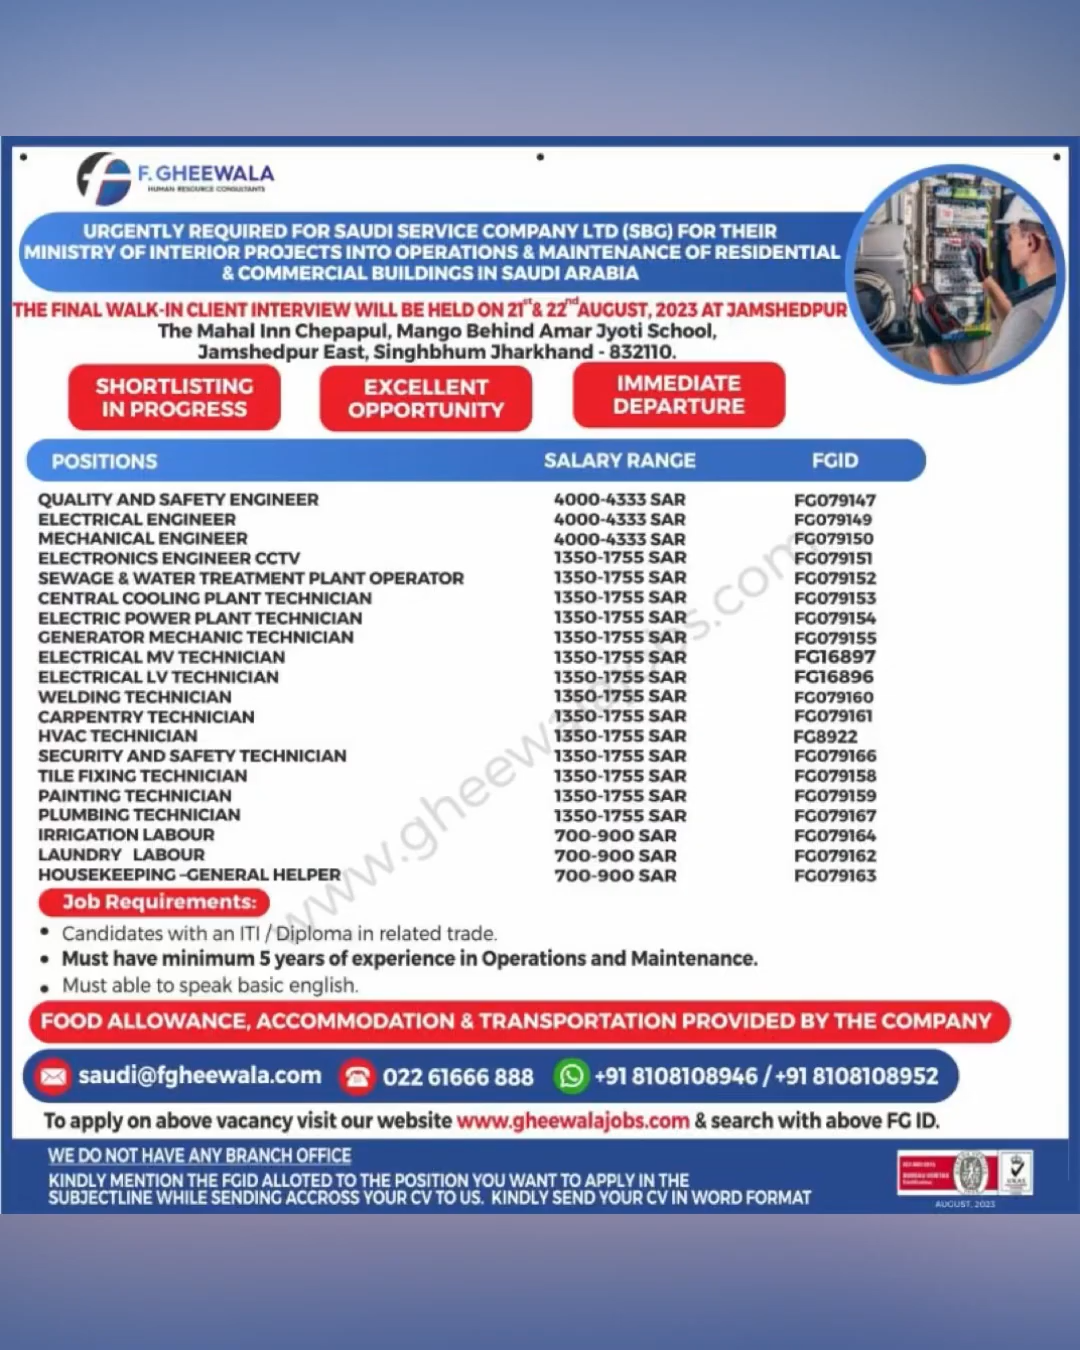 F. GHEEWALA
HUMAN RESOURCE CONSULTANTS
URGENTLY REQUIRED FOR SAUDI SERVICE COMPANY LTD (SBG) FOR THEIR
MINISTRY OF INTERIOR PROJECTS INTO OPERATIONS & MAINTENANCE OF RESIDENTIAL
& COMMERCIAL BUILDINGS IN SAUDI ARABIA
THE FINAL WALK-IN CLIENT INTERVIEW WILL BE HELD ON 21st & 22nd AUGUST, 2023 AT JAMSHEDPUR
The Mahal Inn Chepapul, Mango Behind Amar Jyoti School,
Jamshedpur East, Singhbhum Jharkhand - 832110.
SHORTLISTING
IN PROGRESS
EXCELLENT
OPPORTUNITY
IMMEDIATE
DEPARTURE
POSITIONS SALARY RANGE FGID
QUALITY AND SAFETY ENGINEER 4000-4333 SAR FG079147
ELECTRICAL ENGINEER 4000-4333 SAR FG079149
MECHANICAL ENGINEER 4000-4333 SAR FG079150
ELECTRONICS ENGINEER CCTV 1350-1755 SAR FG079151
SEWAGE & WATER TREATMENT PLANT OPERATOR 1350-1755 SAR FG079152
CENTRAL COOLING PLANT TECHNICIAN 1350-1755 SAR FG079153
ELECTRIC POWER PLANT TECHNICIAN 1350-1755 SAR FG079154
GENERATOR MECHANIC TECHNICIAN 1350-1755 SAR FG079155
ELECTRICAL MV TECHNICIAN 1350-1755 SAR FG16897
ELECTRICAL LV TECHNICIAN 1350-1755 SAR FG16896
WELDING TECHNICIAN 1350-1755 SAR FG079160
CARPENTRY TECHNICIAN 1350-1755 SAR FG079161
HVAC TECHNICIAN 1350-1755 SAR FG8922
SECURITY AND SAFETY TECHNICIAN 1350-1755 SAR FG079166
TILE FIXING TECHNICIAN 1350-1755 SAR FG079158
PAINTING TECHNICIAN 1350-1755 SAR FG079159
PLUMBING TECHNICIAN 1350-1755 SAR FG079167
IRRIGATION LABOUR 700-900 SAR FG079164
LAUNDRY LABOUR 700-900 SAR FG079162
HOUSEKEEPING -GENERAL HELPER 700-900 SAR FG079163
www.gheewalajobs.com
Job Requirements:
• Candidates with an ITI / Diploma in related trade.
• Must have minimum 5 years of experience in Operations and Maintenance.
• Must able to speak basic english.
FOOD ALLOWANCE, ACCOMMODATION & TRANSPORTATION PROVIDED BY THE COMPANY
saudi@fgheewala.com 022 61666 888 +91 8108108946 / +91 8108108952
To apply on above vacancy visit our website www.gheewalajobs.com & search with above FG ID.
WE DO NOT HAVE ANY BRANCH OFFICE
KINDLY MENTION THE FGID ALLOTED TO THE POSITION YOU WANT TO APPLY IN THE
SUBJECTLINE WHILE SENDING ACCROSS YOUR CV TO US. KINDLY SEND YOUR CV IN WORD FORMAT
AUGUST, 2023